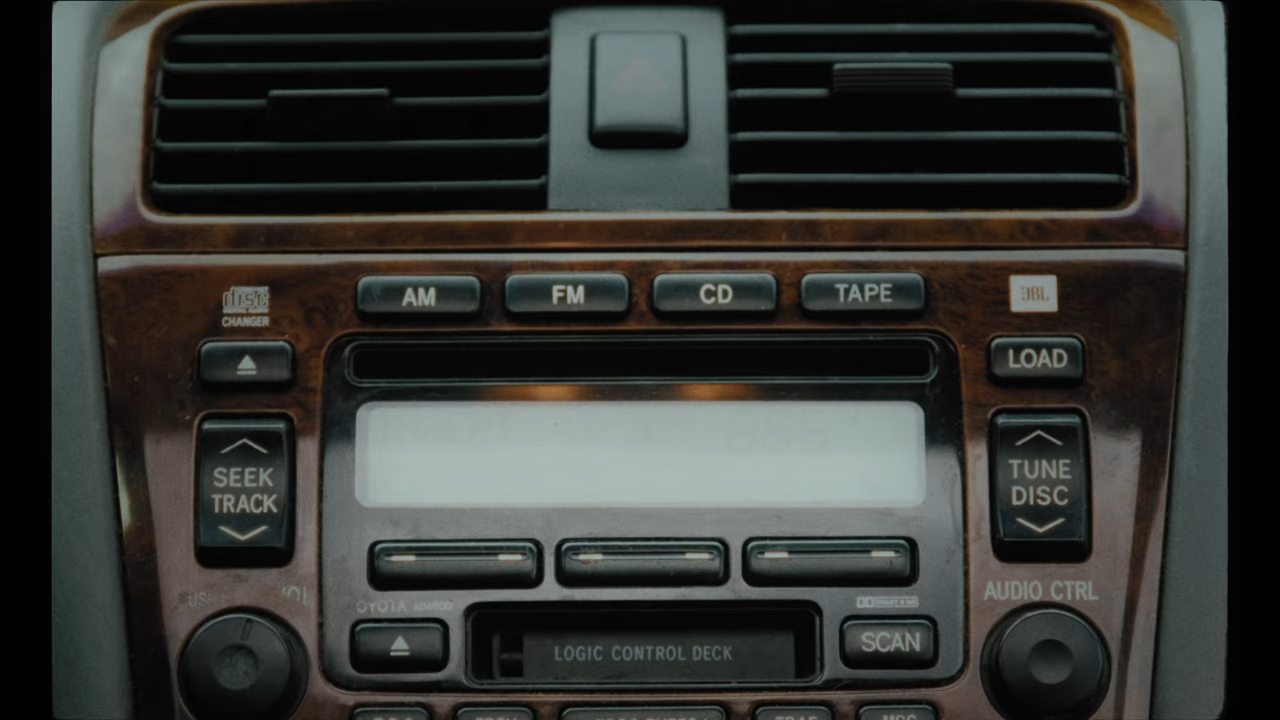 AM FM CD TAPE
disc
CHANGER
JBL
LOAD
SEEK
TRACK
TUNE
DISC
AUDIO CTRL
SCAN
LOGIC CONTROL DECK